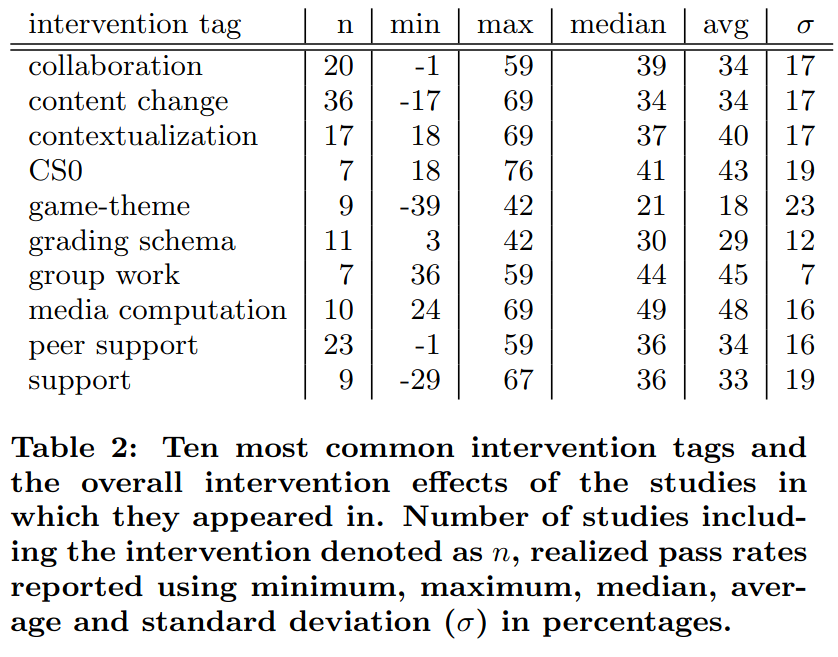 intervention tag n min max median avg σ
collaboration 20 -1 59 39 34 17
content change 36 -17 69 34 34 17
contextualization 17 18 69 37 40 17
CS0 7 18 76 41 43 19
game-theme 9 -39 42 21 18 23
grading schema 11 3 42 30 29 12
group work 7 36 59 44 45 7
media computation 10 24 69 49 48 16
peer support 23 -1 59 36 34 16
support 9 -29 67 36 33 19
Table 2: Ten most common intervention tags and
the overall intervention effects of the studies in
which they appeared in. Number of studies includ-
ing the intervention denoted as n, realized pass rates
reported using minimum, maximum, median, aver-
age and standard deviation (σ) in percentages.